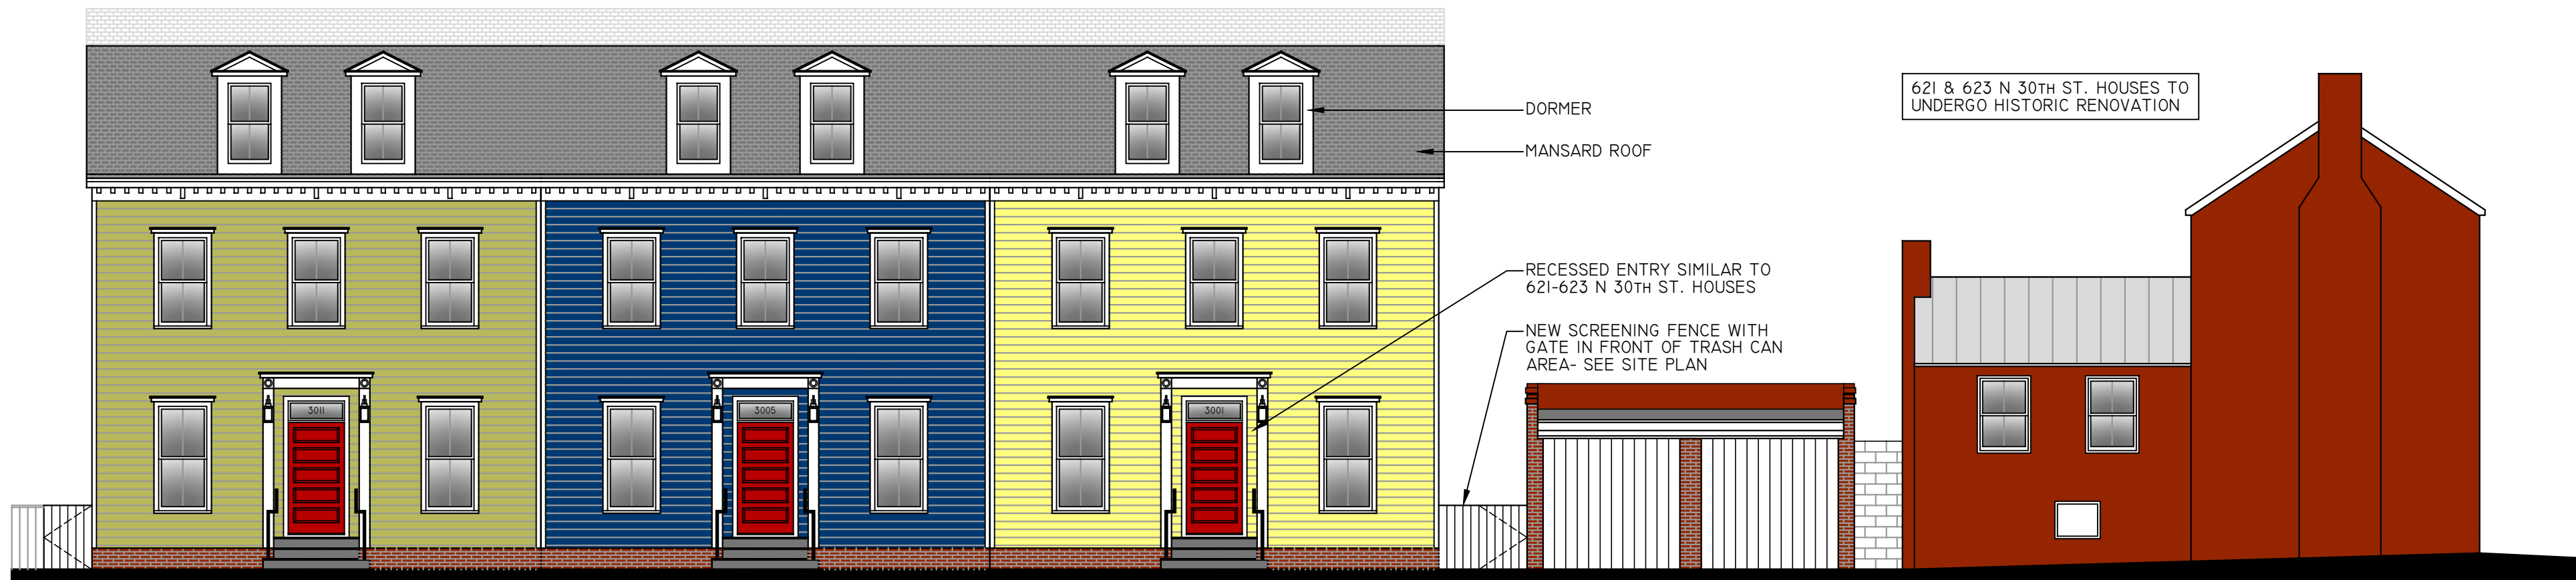 DORMER
MANSARD ROOF
621 & 623 N 30TH ST. HOUSES TO
UNDERGO HISTORIC RENOVATION
RECESSED ENTRY SIMILAR TO
621-623 N 30TH ST. HOUSES
NEW SCREENING FENCE WITH
GATE IN FRONT OF TRASH CAN
AREA- SEE SITE PLAN
3011
3005
3001